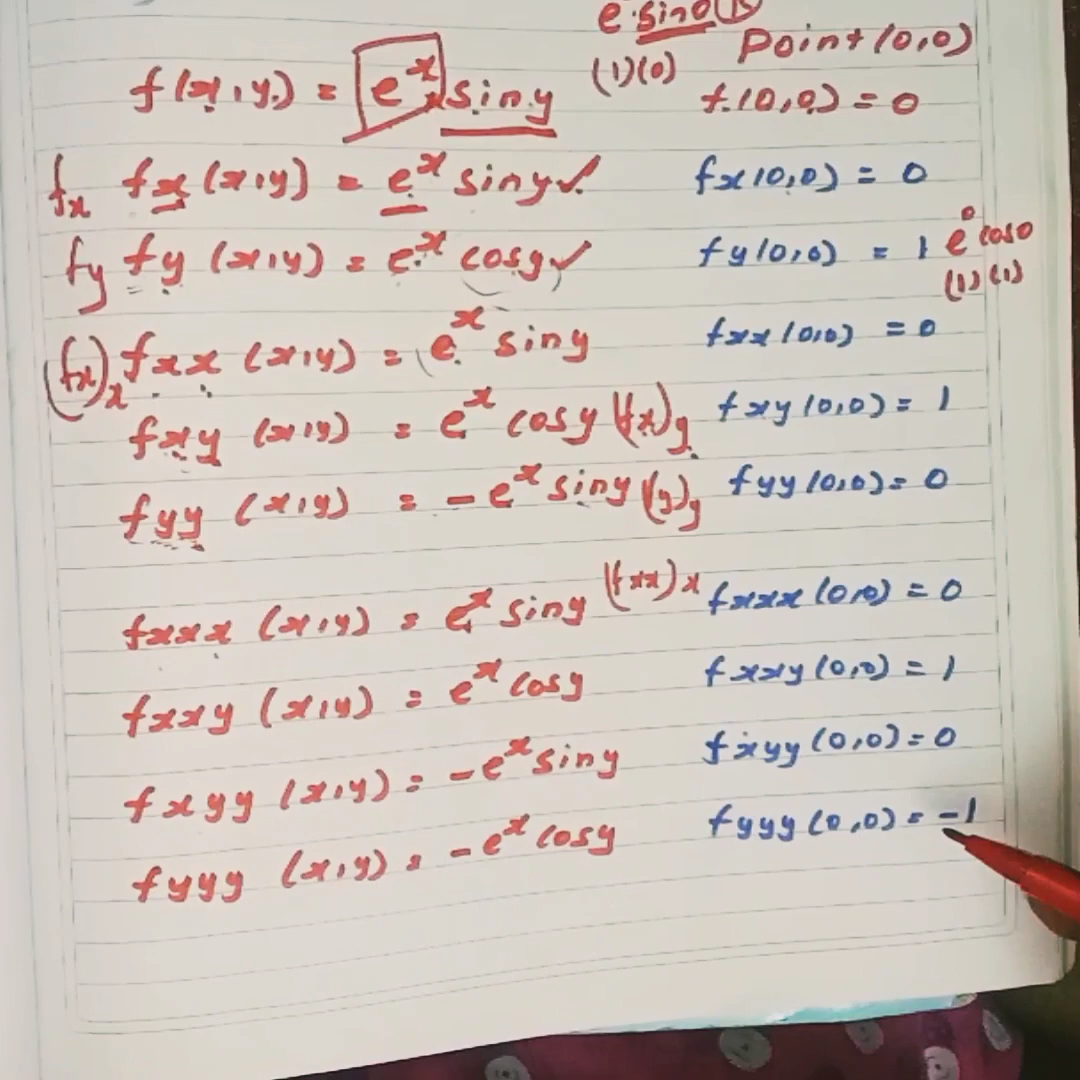 e sin0
Point (0,0)
f(x,y) = e^x sin y (1)(0) f(0,0) = 0
fx fx (x,y) = e^x sin y ✓ fx(0,0) = 0
fy fy (x,y) = e^x cos y ✓ fy(0,0) = 1 e^0 cos0
(1)(1)
(fx)x fxx (x,y) = e^x sin y fxx(0,0) = 0
fxy (x,y) = e^x cos y (fx)y fxy(0,0) = 1
fyy (x,y) = -e^x sin y (y)y fyy(0,0) = 0
fxxx (x,y) = e^x sin y (fxx)x fxxx(0,0) = 0
fxxy (x,y) = e^x cos y fxxy(0,0) = 1
fxyy (x,y) = -e^x sin y fxyy(0,0) = 0
fyyy (x,y) = -e^x cos y fyyy(0,0) = -1